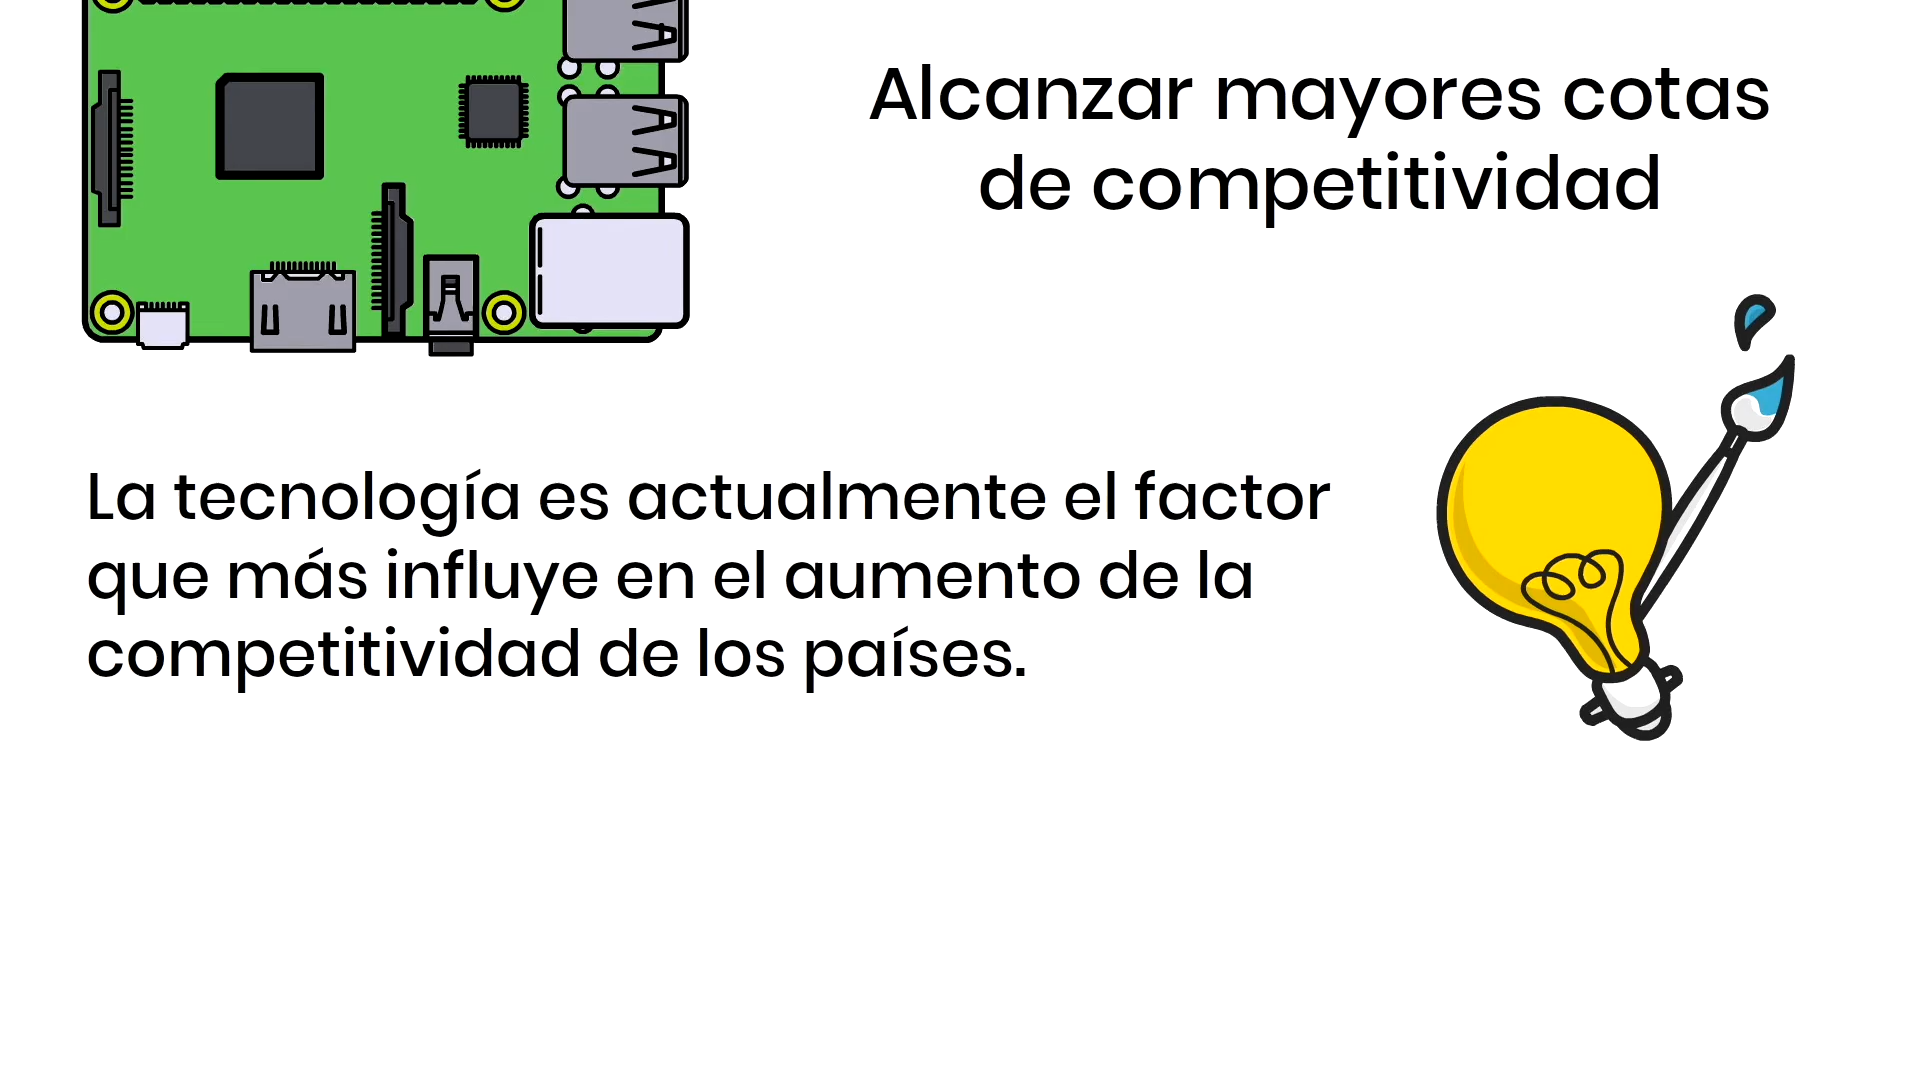 Alcanzar mayores cotas
de competitividad
La tecnología es actualmente el factor
que más influye en el aumento de la
competitividad de los países.